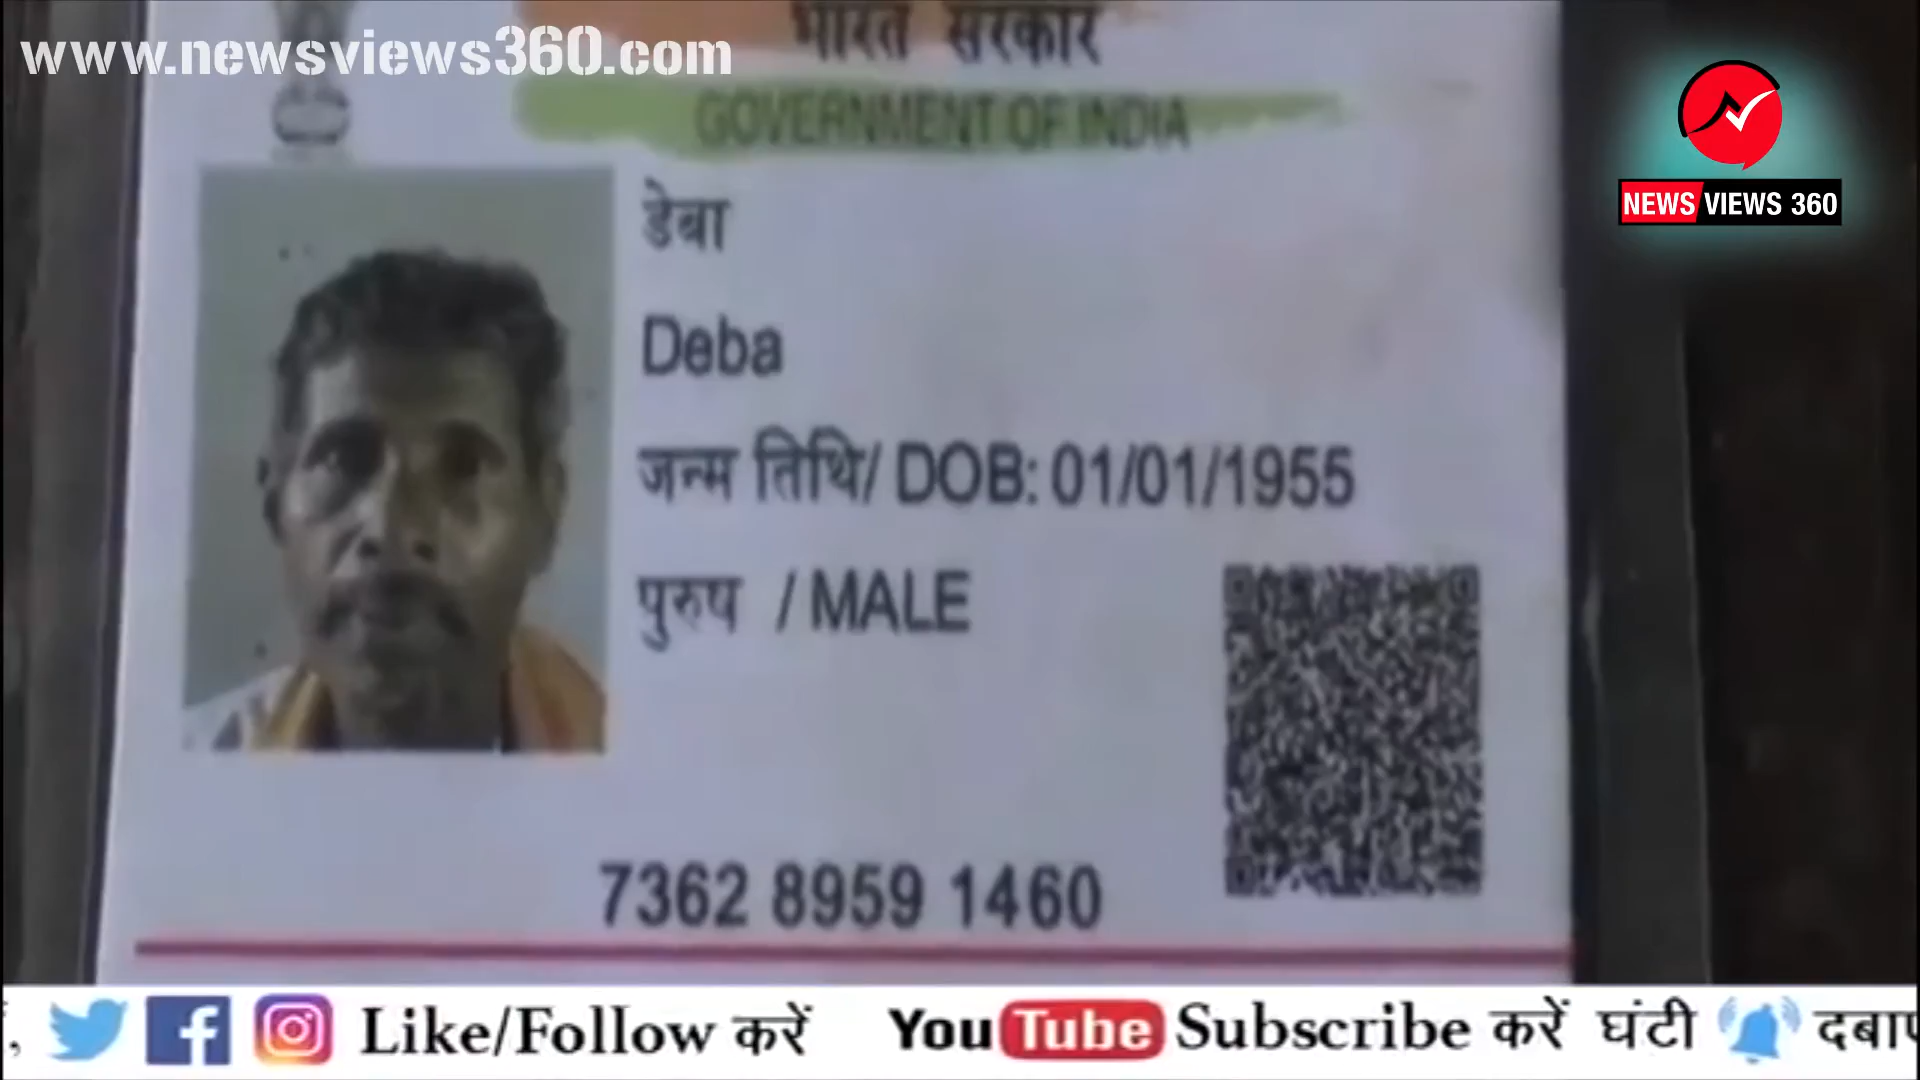 www.newsviews360.com
भारत सरकार
GOVERNMENT OF INDIA
NEWS VIEWS 360
डेबा
Deba
जन्म तिथि/ DOB: 01/01/1955
पुरुष / MALE
7362 8959 1460
Like/Follow करें YouTube Subscribe करें घंटी